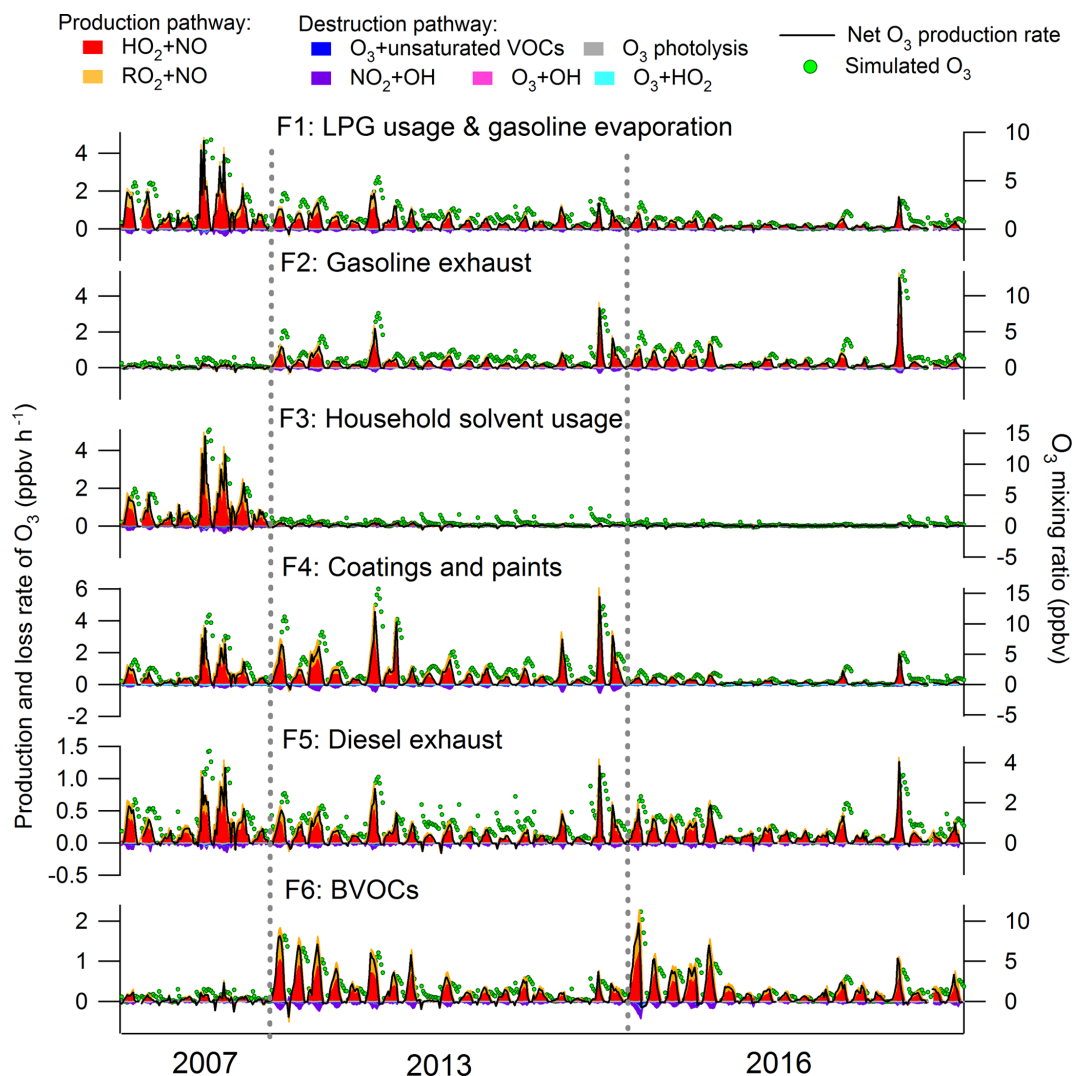 Production pathway:
HO₂+NO
RO₂+NO
Destruction pathway:
O₃+unsaturated VOCs
O₃ photolysis
NO₂+OH
O₃+OH
O₃+HO₂
Net O₃ production rate
Simulated O₃
F1: LPG usage & gasoline evaporation
4
2
0
10
5
0
F2: Gasoline exhaust
4
2
0
10
5
0
F3: Household solvent usage
4
2
0
15
10
5
0
-5
F4: Coatings and paints
6
4
2
0
-2
15
10
5
0
-5
F5: Diesel exhaust
1.5
1.0
0.5
0.0
-0.5
4
2
0
F6: BVOCs
2
1
0
10
5
0
Production and loss rate of O₃ (ppbv h⁻¹)
O₃ mixing ratio (ppbv)
2007
2013
2016